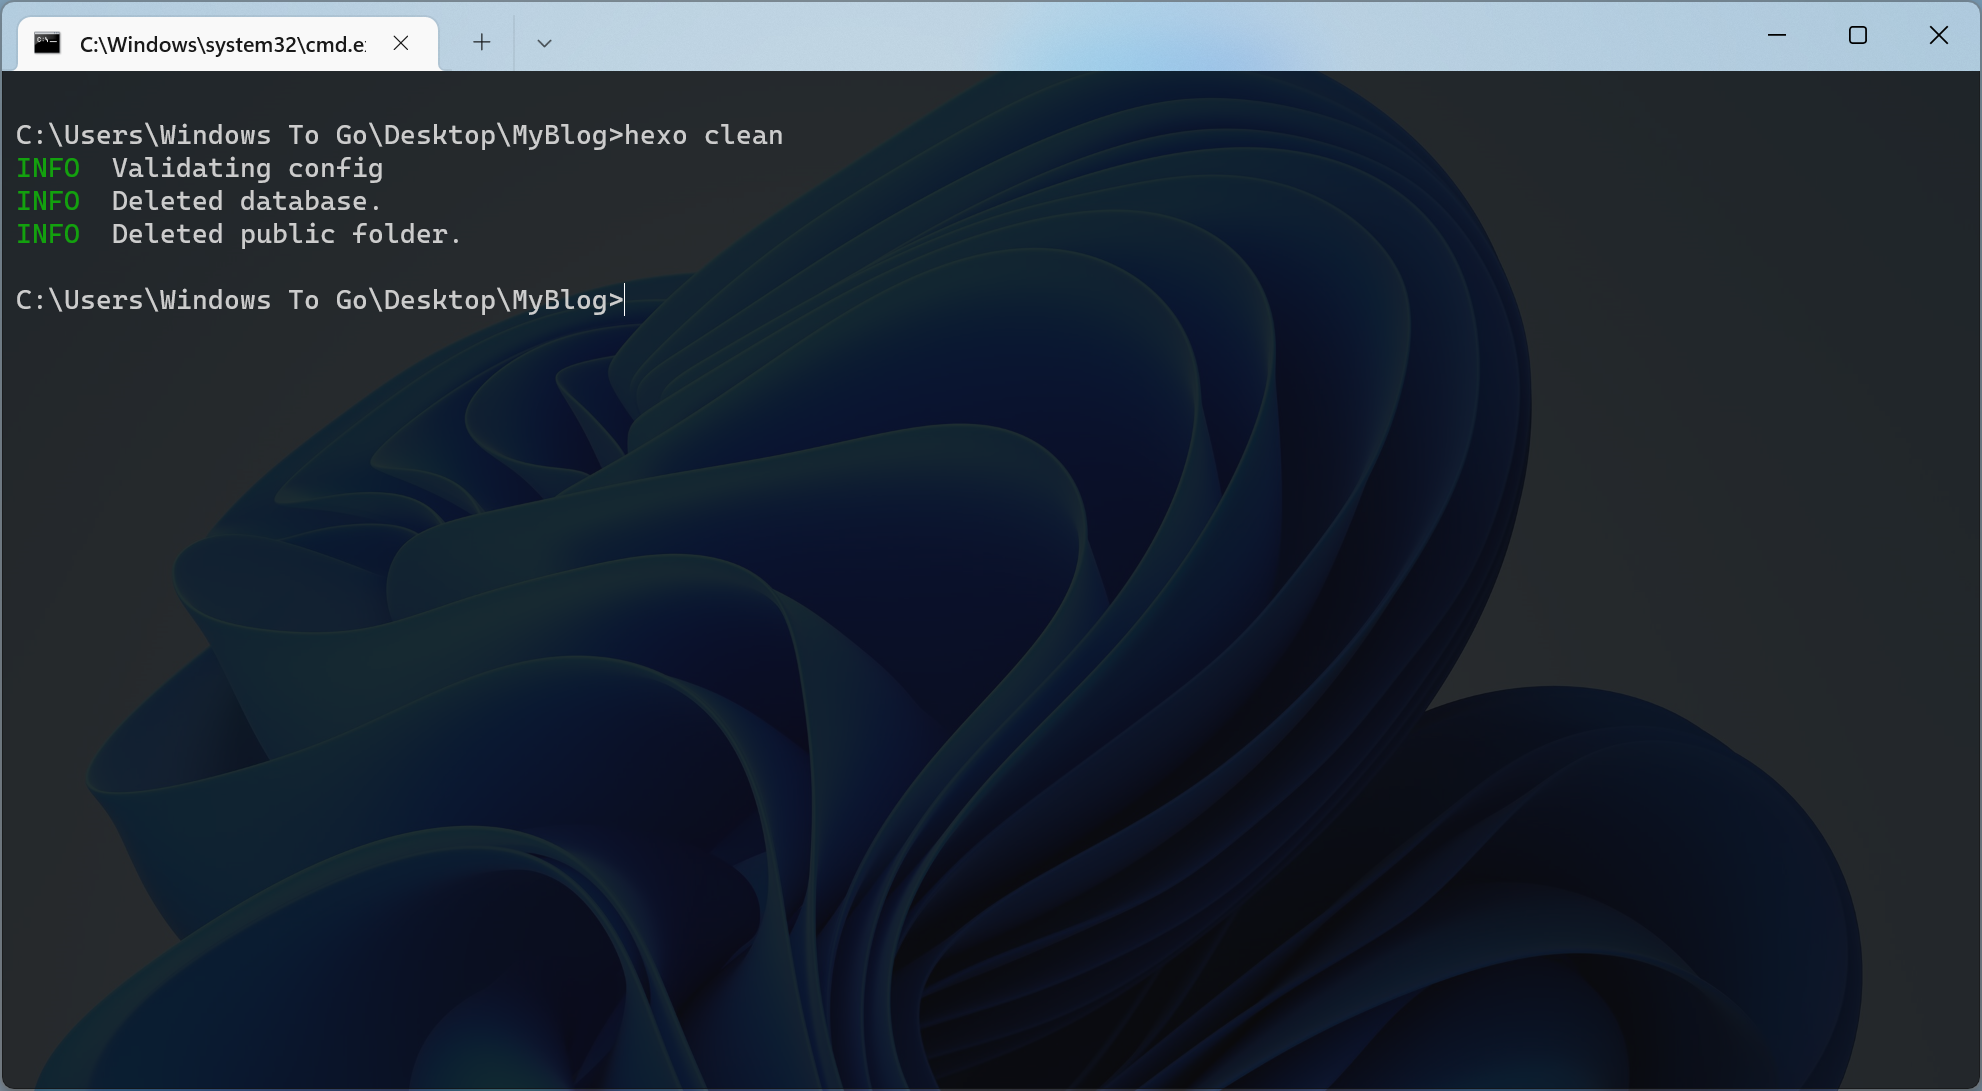 C:\Windows\system32\cmd.e
C:\Users\Windows To Go\Desktop\MyBlog>hexo clean
INFO  Validating config
INFO  Deleted database.
INFO  Deleted public folder.
C:\Users\Windows To Go\Desktop\MyBlog>